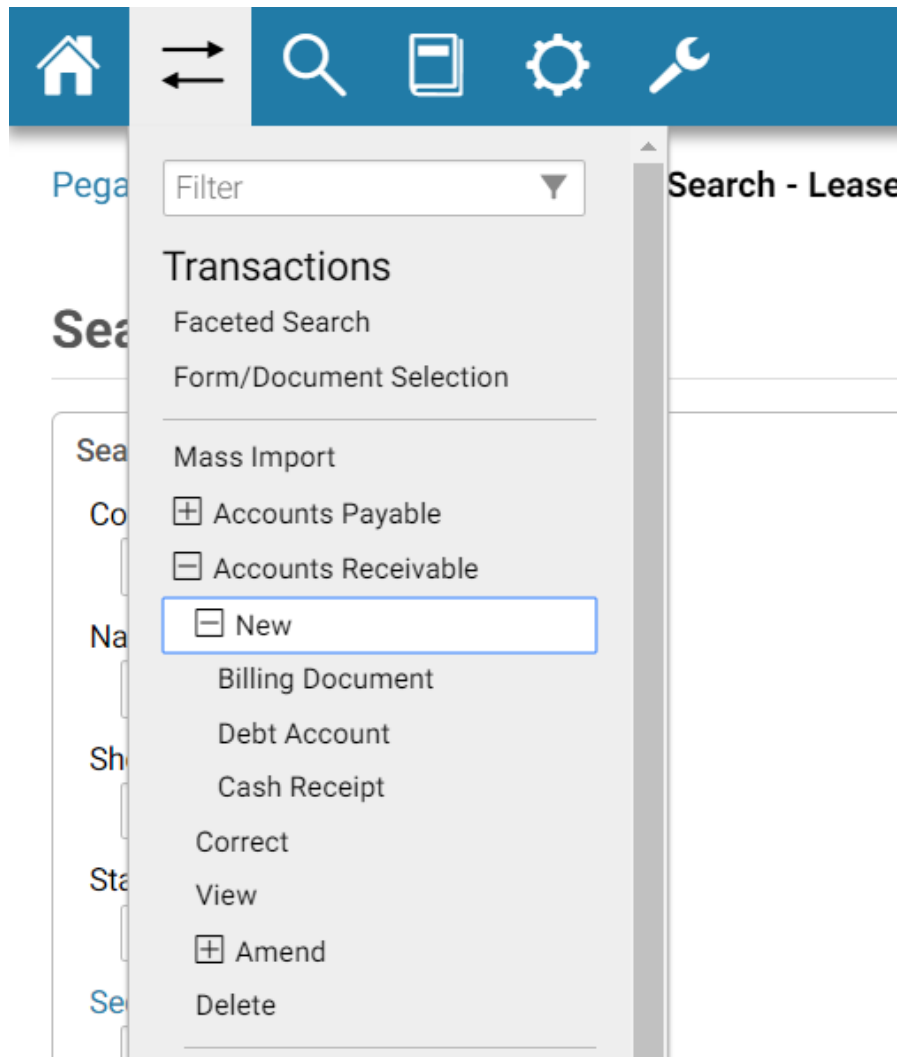 Filter
Search - Lease
Transactions
Faceted Search
Form/Document Selection
Mass Import
Accounts Payable
Accounts Receivable
New
Billing Document
Debt Account
Cash Receipt
Correct
View
Amend
Delete